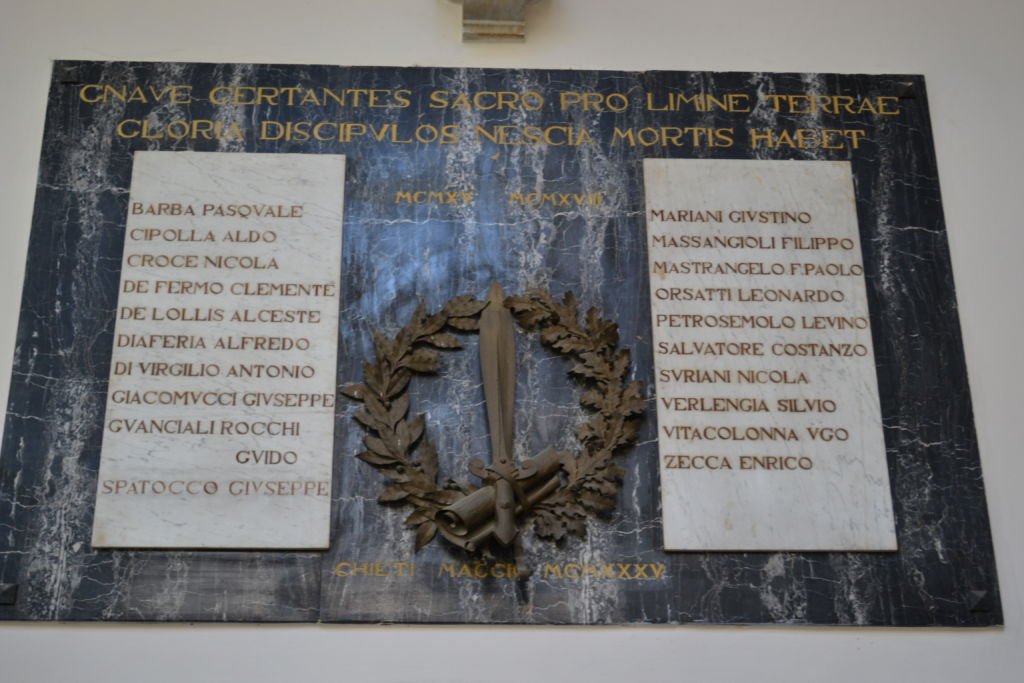 GNAVE CERTANTES SACRO PRO LIMINE TERRAE
GLORIA DISCIPVLOS NESCIA MORTIS HABET
MCMXV MCMXVIII
BARBA PASQVALE
CIPOLLA ALDO
CROCE NICOLA
DE FERMO CLEMENTE
DE LOLLIS ALCESTE
DIAFERIA ALFREDO
DI VIRGILIO ANTONIO
GIACOMVCCI GIVSEPPE
GVANCIALI ROCCHI
GVIDO
SPATOCCO GIVSEPPE
MARIANI GIVSTINO
MASSANGIOLI FILIPPO
MASTRANGELO F.PAOLO
ORSATTI LEONARDO
PETROSEMOLO LEVINO
SALVATORE COSTANZO
SVRIANI NICOLA
VERLENGIA SILVIO
VITACOLONNA VGO
ZECCA ENRICO
CHIETI MAGGIO MCMXXXV